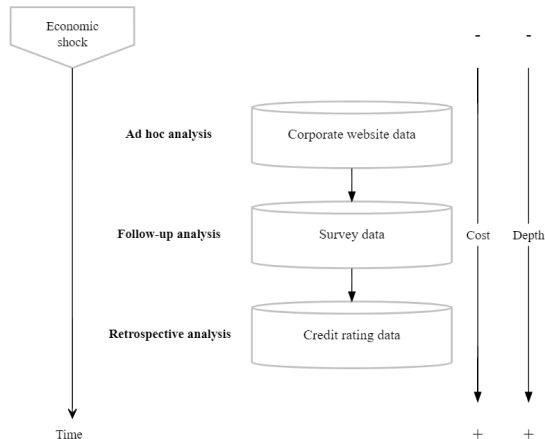 Economic
shock
- -
Ad hoc analysis
Corporate website data
Follow-up analysis
Survey data
Cost
Depth
Retrospective analysis
Credit rating data
Time
+ +